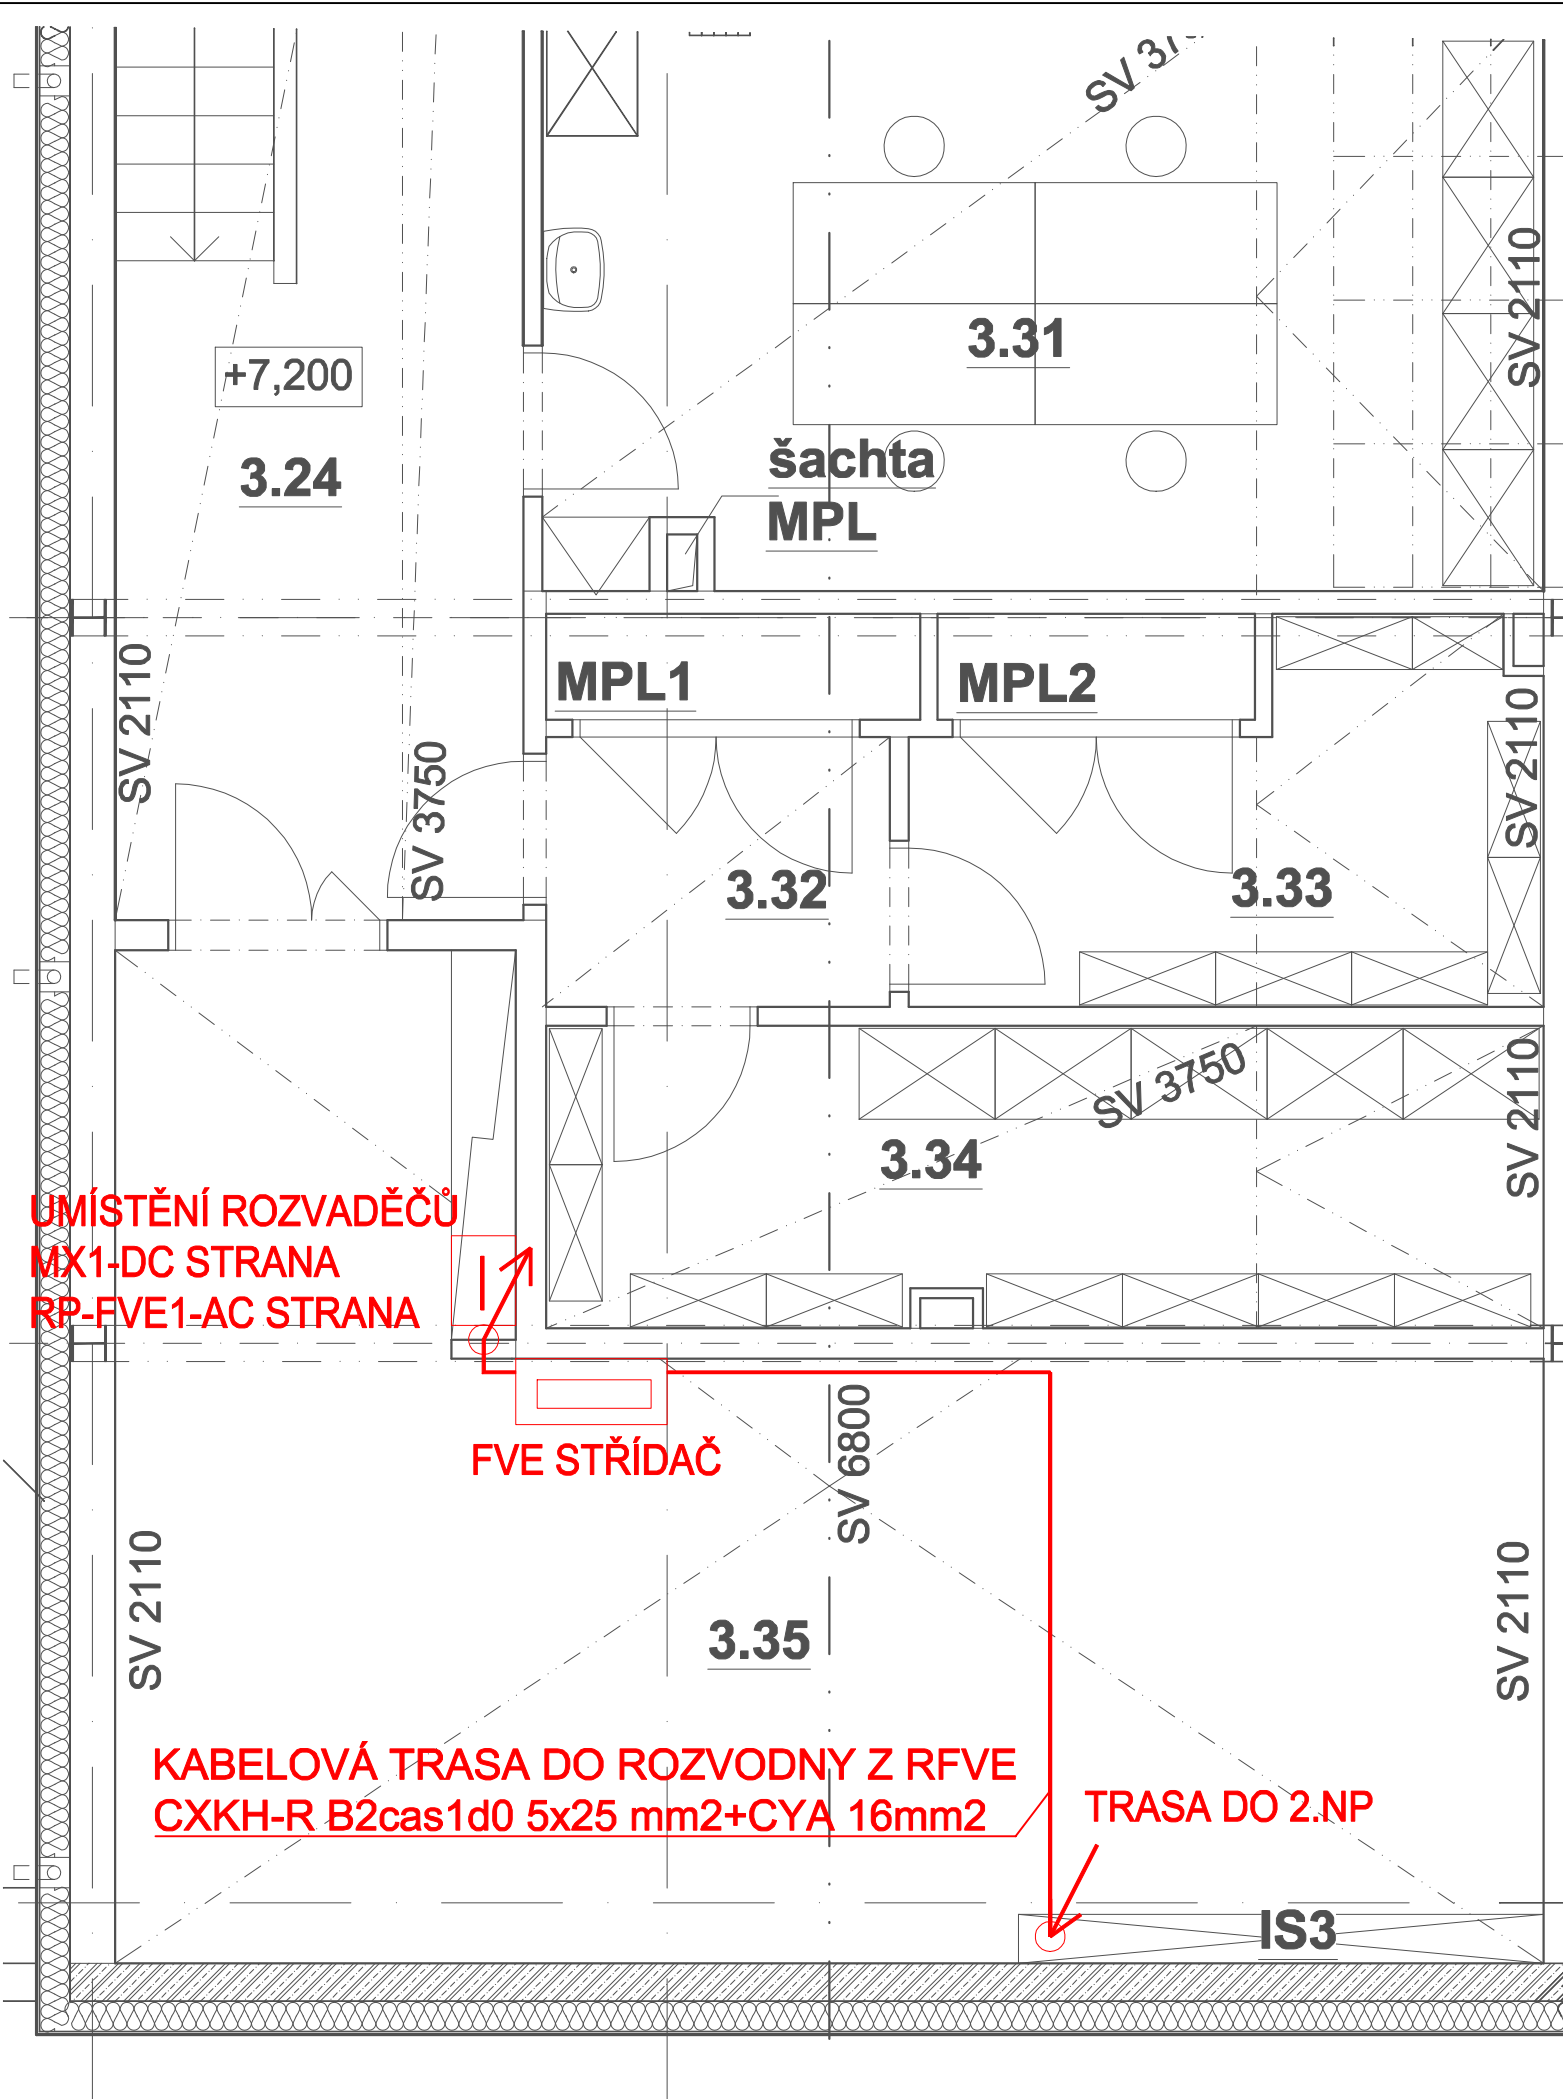 SV 2110
3.31
+7,200
3.24
šachta
MPL
MPL1
MPL2
SV 2110
SV 3750
SV 2110
3.32
3.33
SV 3750
SV 2110
3.34
UMÍSTĚNÍ ROZVADĚČŮ
MX1-DC STRANA
RP-FVE1-AC STRANA
FVE STŘÍDAČ
SV 6800
SV 2110
SV 2110
3.35
KABELOVÁ TRASA DO ROZVODNY Z RFVE
CXKH-R B2cas1d0 5x25 mm2+CYA 16mm2
TRASA DO 2.NP
IS3